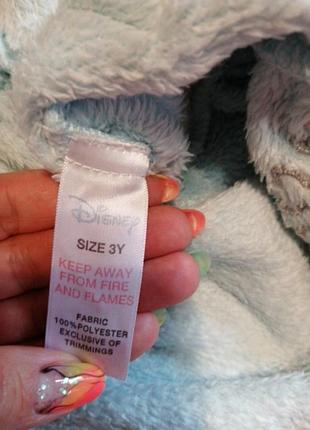 Disney
SIZE 3Y
KEEP AWAY
FROM FIRE
AND FLAMES
FABRIC
100%POLYESTER
EXCLUSIVE OF
TRIMMINGS